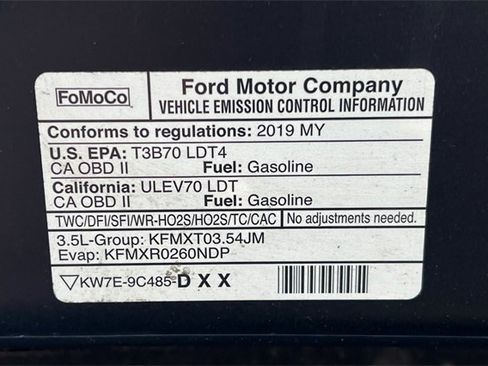 FoMoCo
Ford Motor Company
VEHICLE EMISSION CONTROL INFORMATION
Conforms to regulations: 2019 MY
U.S. EPA: T3B70 LDT4
CA OBD II Fuel: Gasoline
California: ULEV70 LDT
CA OBD II Fuel: Gasoline
TWC/DFI/SFI/WR-HO2S/HO2S/TC/CAC No adjustments needed.
3.5L-Group: KFMXT03.54JM
Evap: KFMXR0260NDP
▽KW7E-9C485-DXX